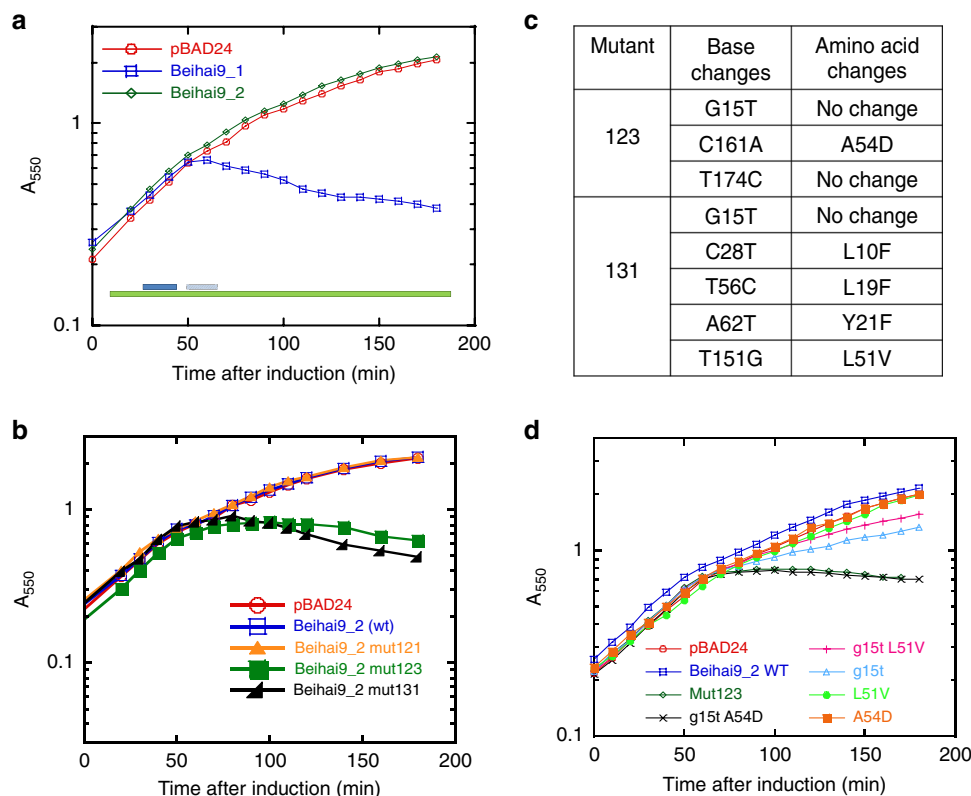 a
pBAD24
Beihai9_1
Beihai9_2
A550
1
0.1
0 50 100 150 200
Time after induction (min)
c
Mutant Base changes Amino acid changes
123 G15T No change
C161A A54D
T174C No change
131 G15T No change
C28T L10F
T56C L19F
A62T Y21F
T151G L51V
b
A550
1
0.1
pBAD24
Beihai9_2 (wt)
Beihai9_2 mut121
Beihai9_2 mut123
Beihai9_2 mut131
0 50 100 150 200
Time after induction (min)
d
A550
1
0.1
pBAD24 g15t L51V
Beihai9_2 WT g15t
Mut123 L51V
g15t A54D A54D
0 50 100 150 200
Time after induction (min)